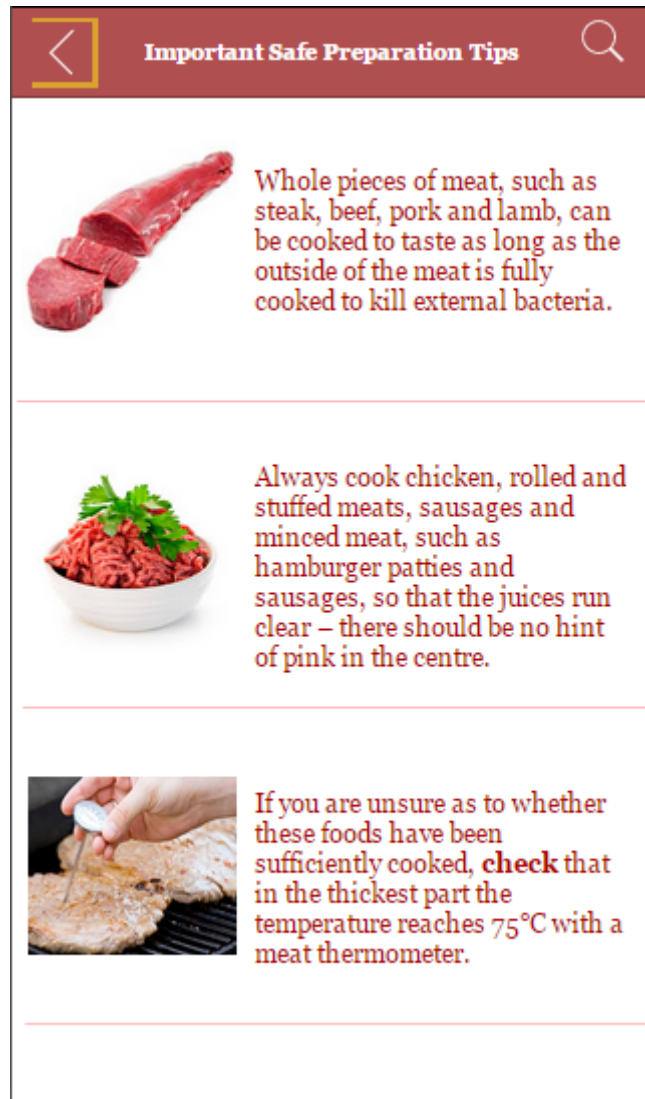 Important Safe Preparation Tips
Whole pieces of meat, such as
steak, beef, pork and lamb, can
be cooked to taste as long as the
outside of the meat is fully
cooked to kill external bacteria.
Always cook chicken, rolled and
stuffed meats, sausages and
minced meat, such as
hamburger patties and
sausages, so that the juices run
clear – there should be no hint
of pink in the centre.
If you are unsure as to whether
these foods have been
sufficiently cooked, check that
in the thickest part the
temperature reaches 75°C with a
meat thermometer.